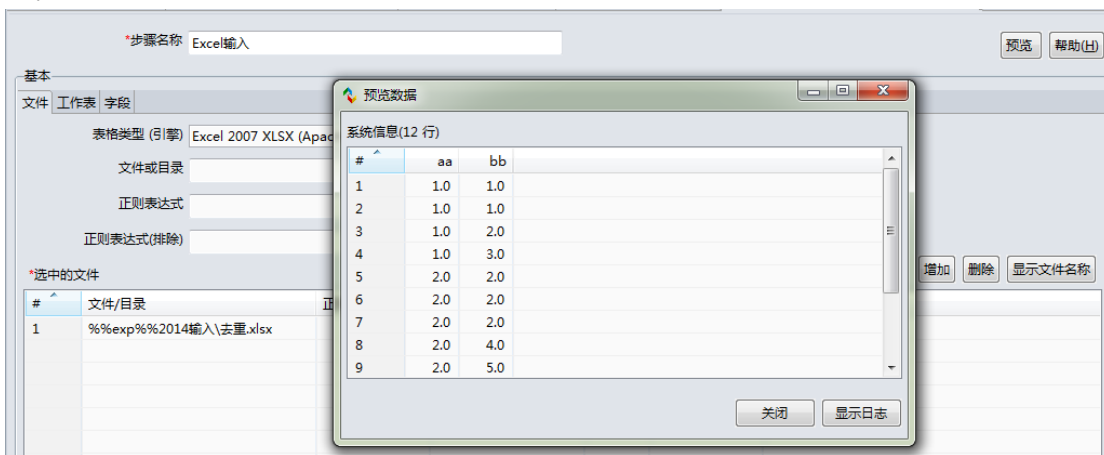 *步骤名称 Excel输入 预览 帮助(H)
基本
文件 工作表 字段
表格类型 (引擎) Excel 2007 XLSX (Apac
文件或目录
正则表达式
正则表达式(排除)
*选中的文件 增加 删除 显示文件名称
# 文件/目录
1 %%exp%%2014输入\去重.xlsx
预览数据
系统信息(12 行)
# aa bb
1 1.0 1.0
2 1.0 1.0
3 1.0 2.0
4 1.0 3.0
5 2.0 2.0
6 2.0 2.0
7 2.0 2.0
8 2.0 4.0
9 2.0 5.0
关闭 显示日志